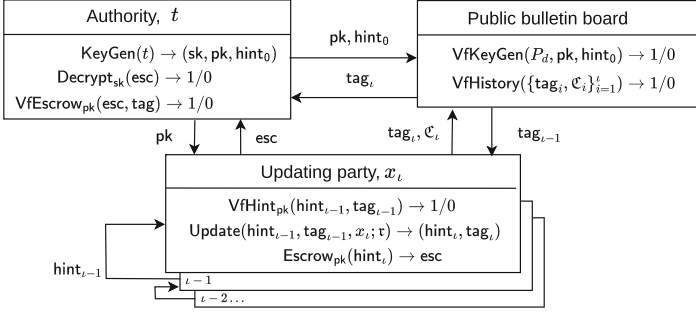 Authority, t
KeyGen(t) → (sk, pk, hint₀)
Decrypt_sk(esc) → 1/0
VfEscrow_pk(esc, tag) → 1/0
pk, hint₀
tag_ι
Public bulletin board
VfKeyGen(P_d, pk, hint₀) → 1/0
VfHistory({tag_i, ℭ_i}^ι_{i=1}) → 1/0
pk
esc
tag_ι, ℭ_ι
tag_{ι−1}
Updating party, x_ι
VfHint_pk(hint_{ι−1}, tag_{ι−1}) → 1/0
Update(hint_{ι−1}, tag_{ι−1}, x_ι; 𝔯) → (hint_ι, tag_ι)
Escrow_pk(hint_ι) → esc
hint_{ι−1}
ι − 1
ι − 2...